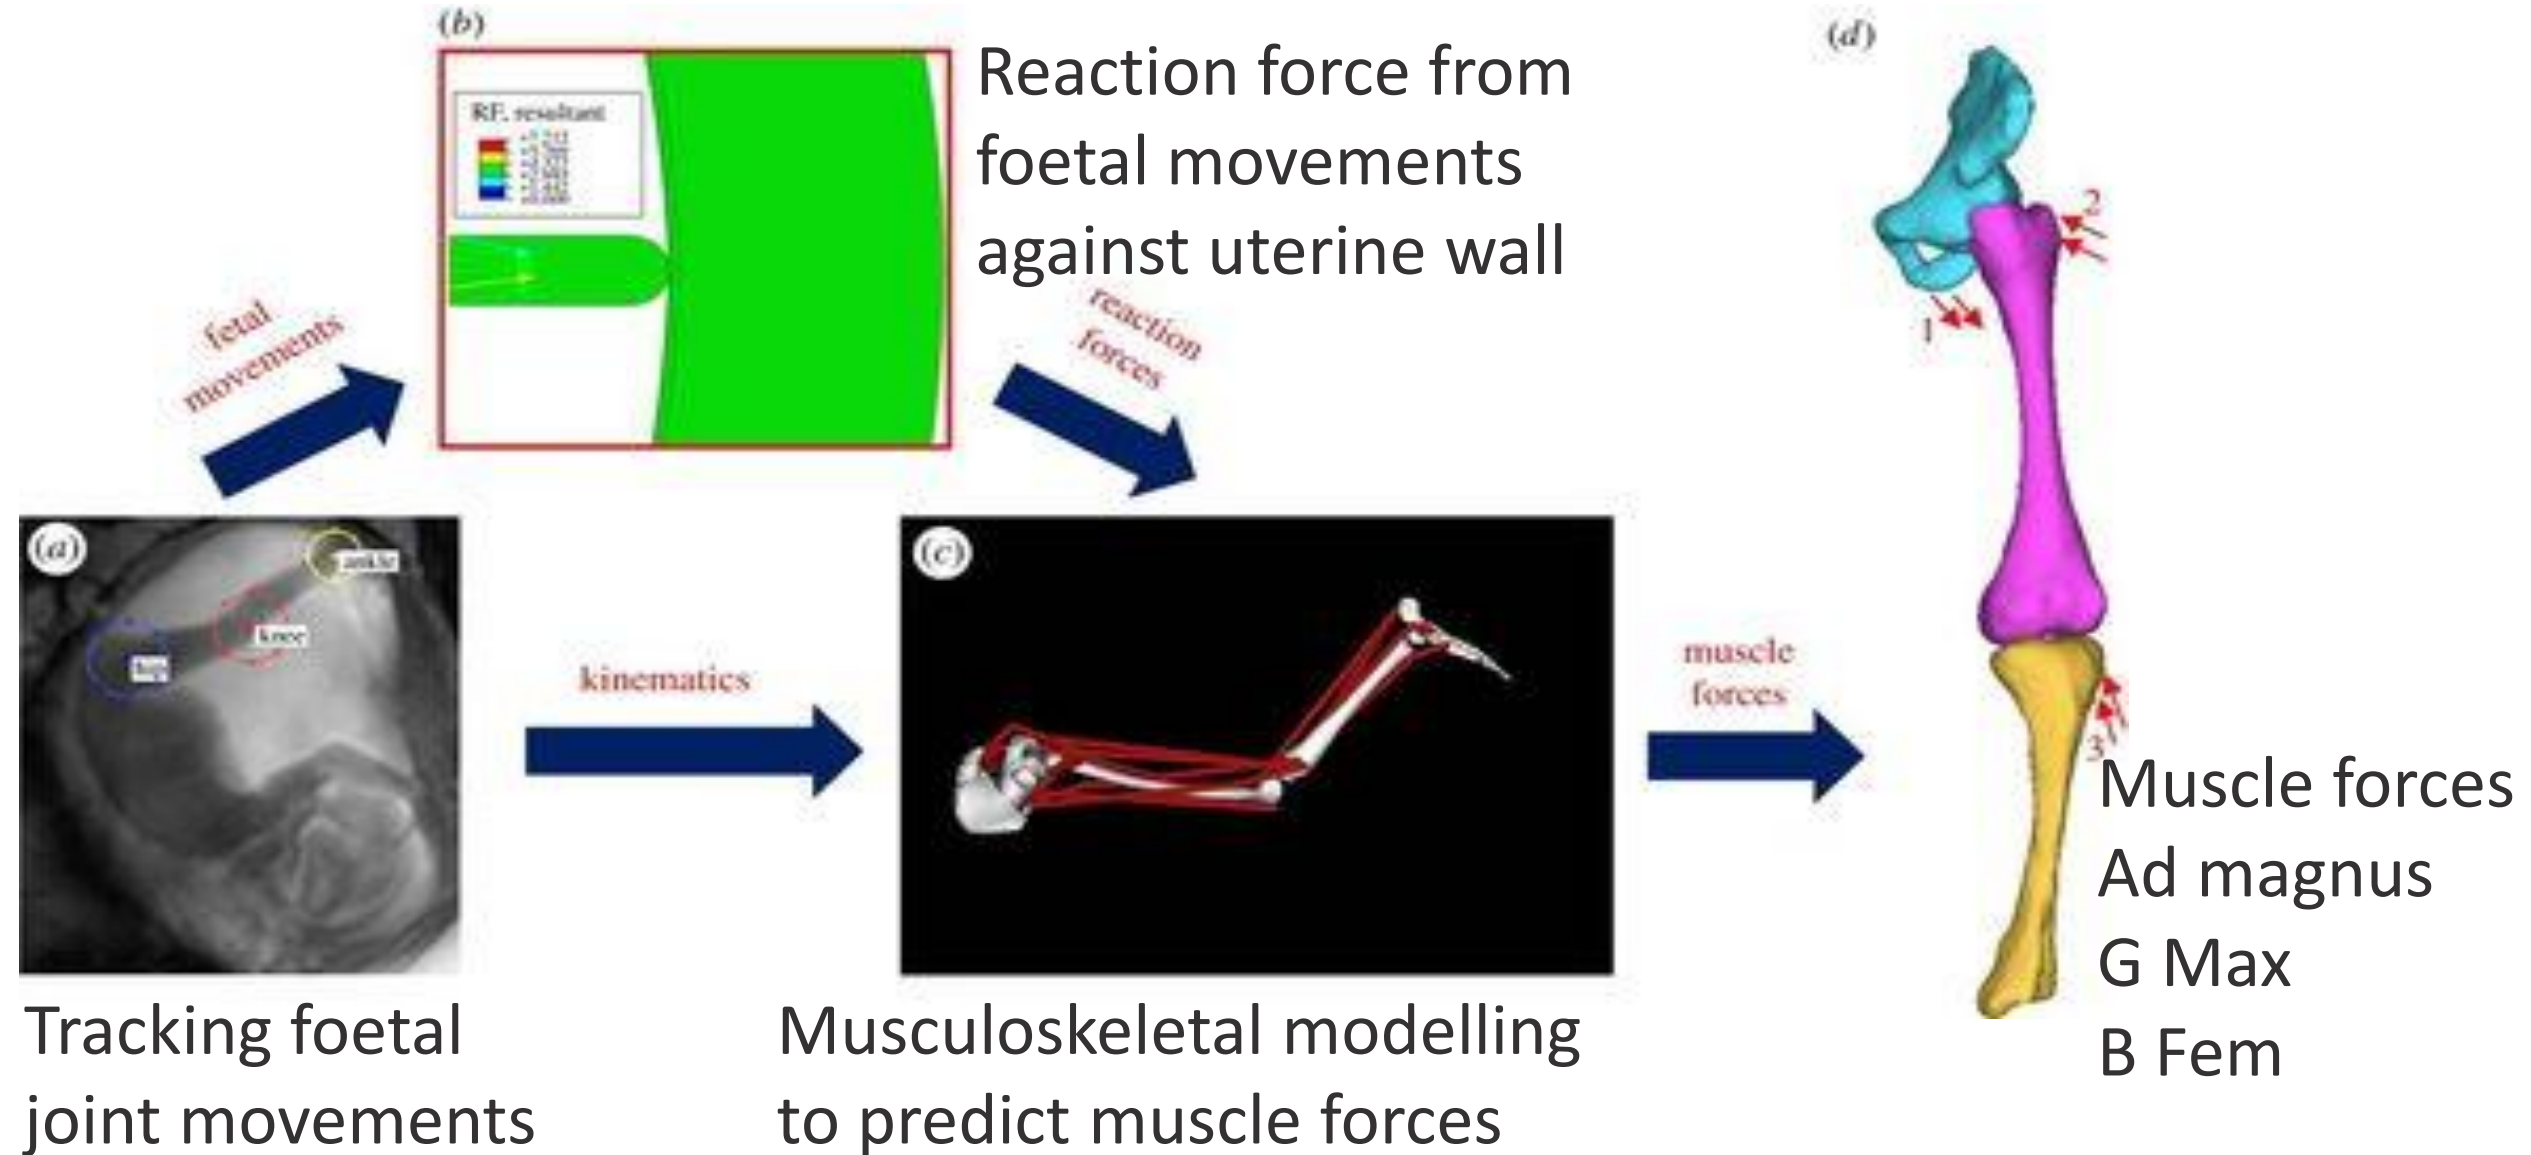 (b)
RF, resultant
Reaction force from
foetal movements
against uterine wall
(d)
2
1
3
fetal
movements
reaction
forces
(a)
ankle
knee
hip
kinematics
(c)
muscle
forces
Muscle forces
Ad magnus
G Max
B Fem
Tracking foetal
joint movements
Musculoskeletal modelling
to predict muscle forces